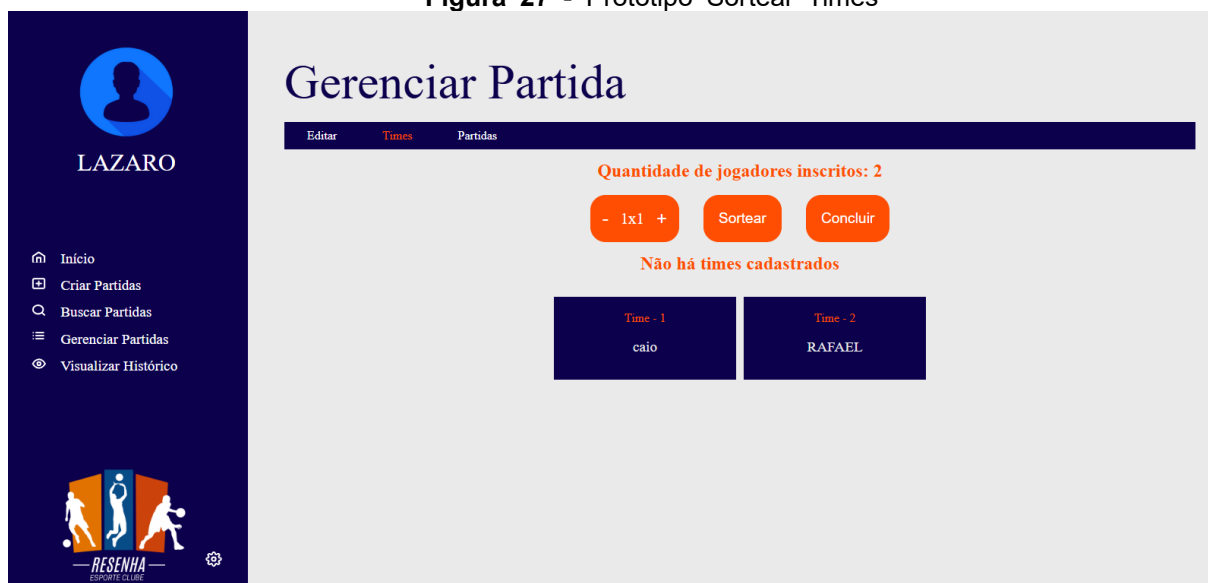 Figura 27 - Protótipo Sortear Times
LAZARO
Início
Criar Partidas
Buscar Partidas
Gerenciar Partidas
Visualizar Histórico
RESENHA
ESPORTE CLUBE
Gerenciar Partida
Editar Times Partidas
Quantidade de jogadores inscritos: 2
- 1x1 + Sortear Concluir
Não há times cadastrados
Time - 1 Time - 2
caio RAFAEL